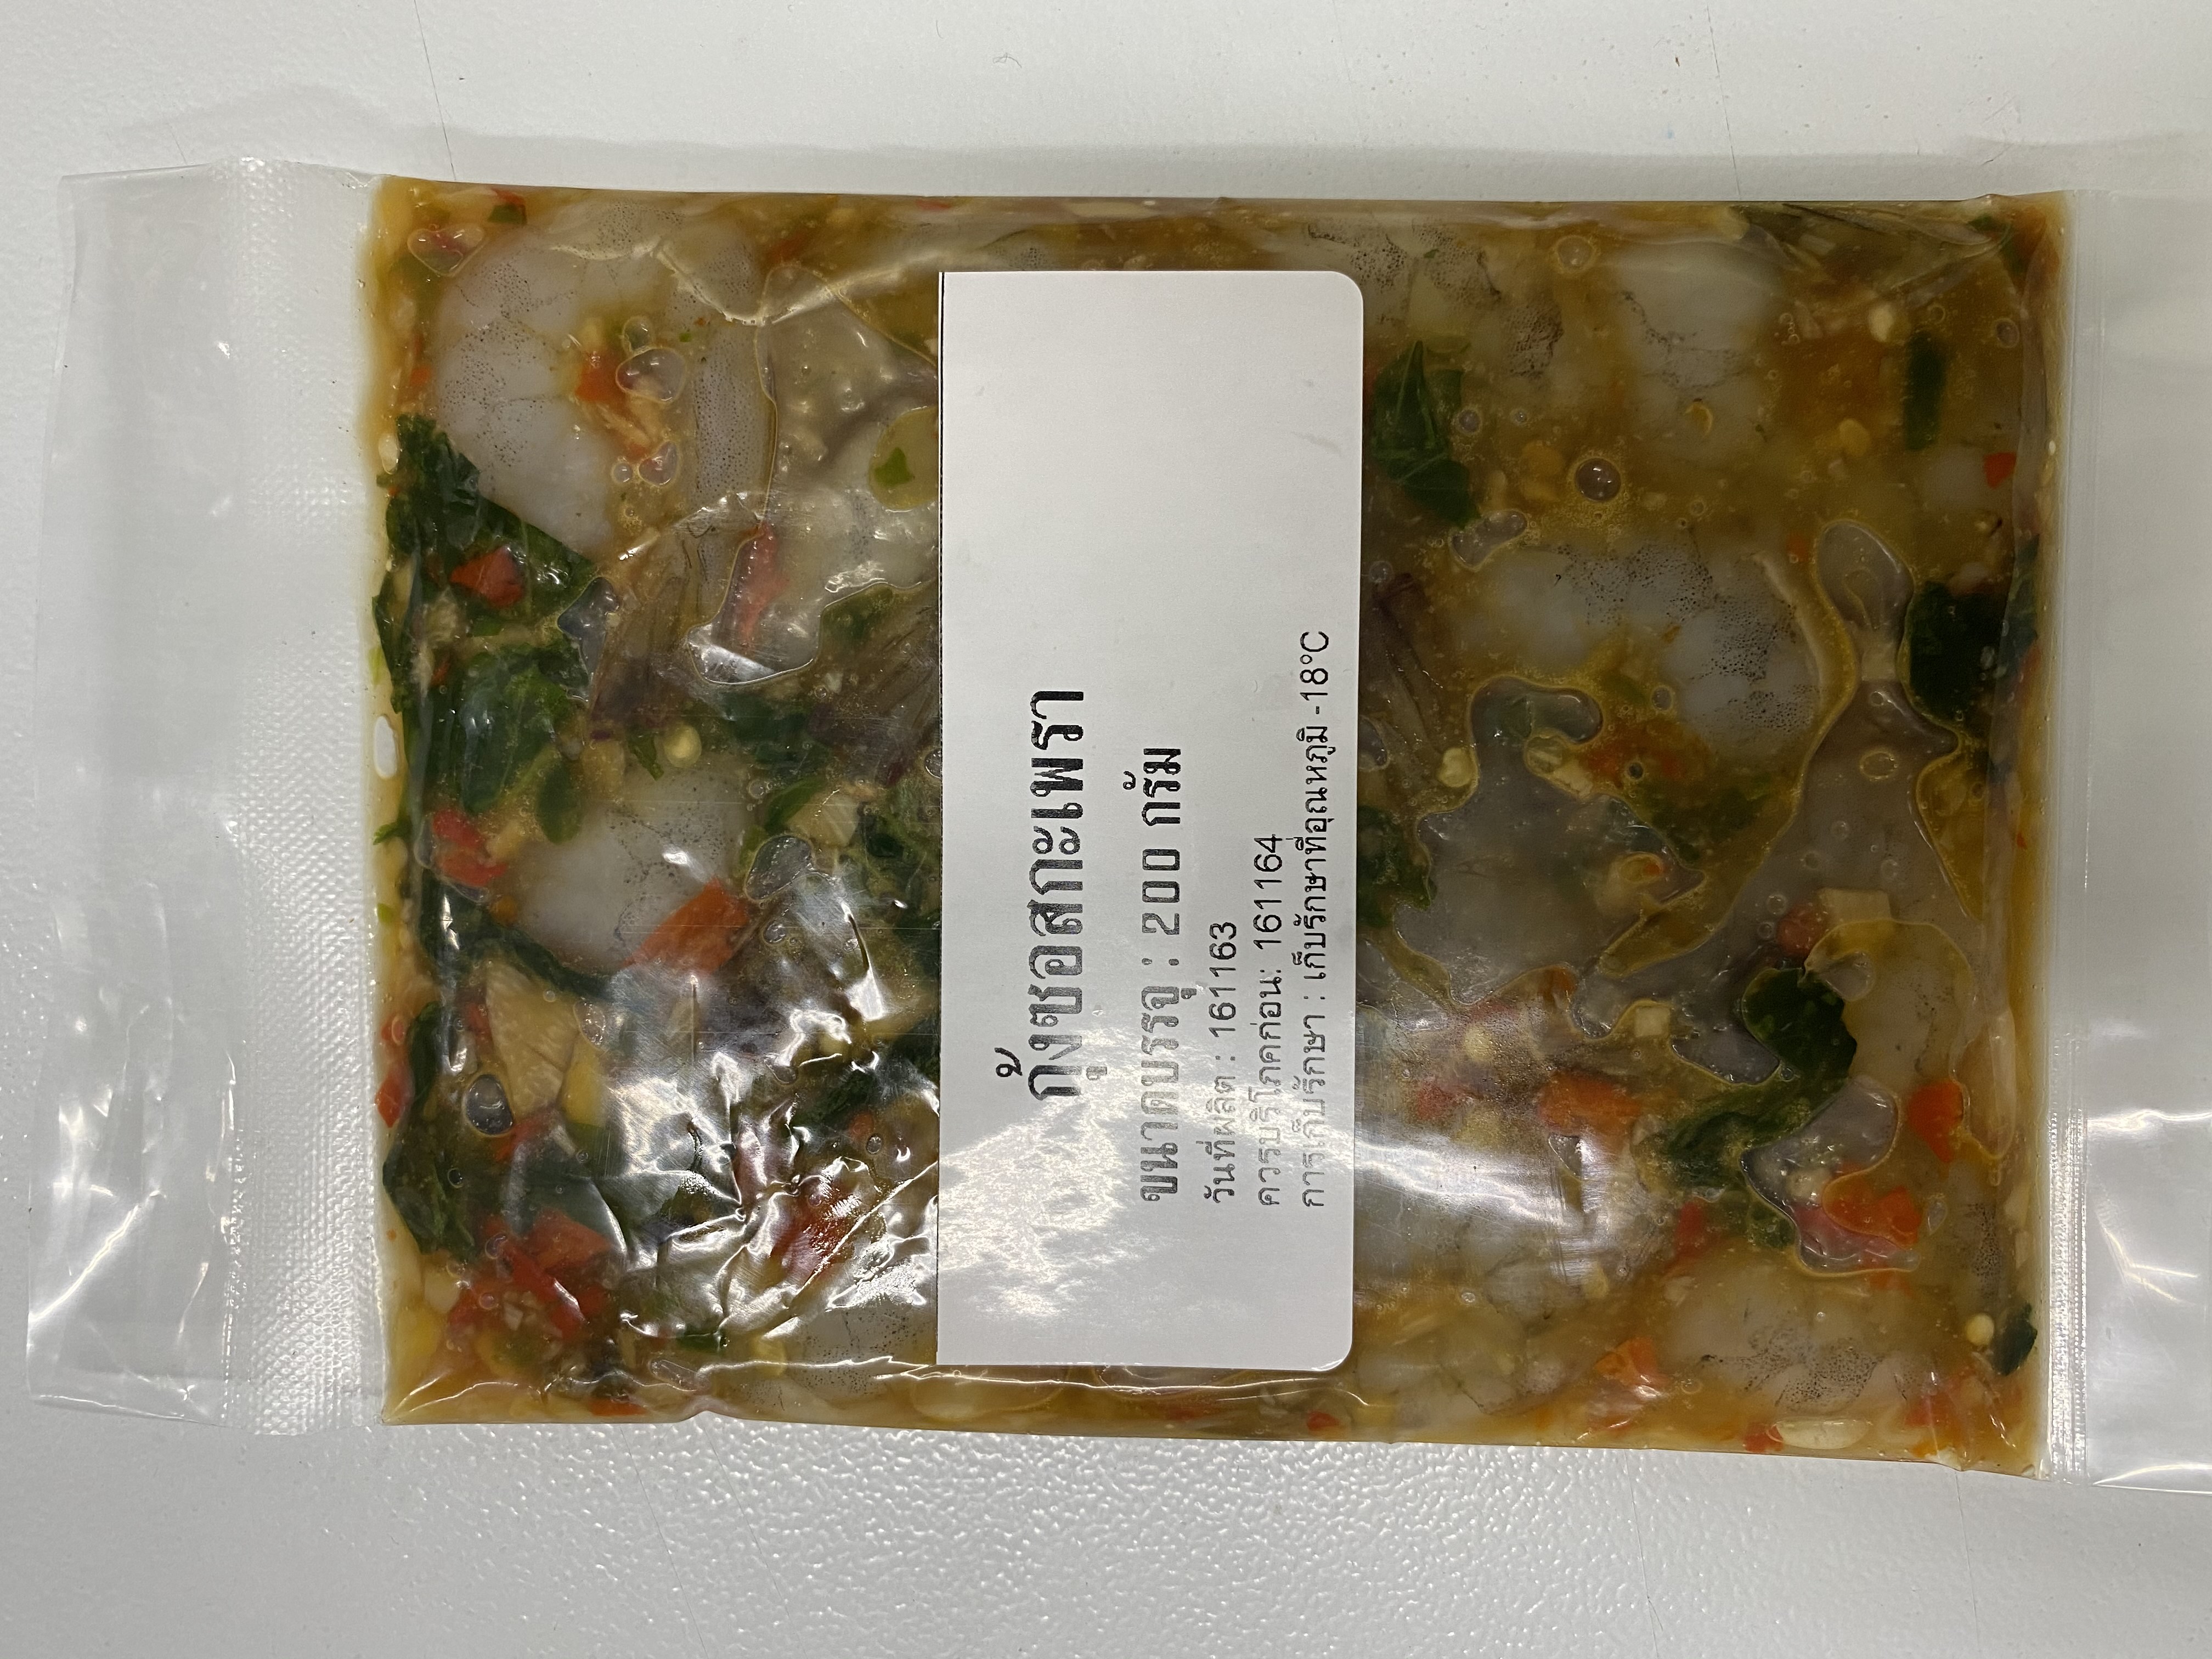 กุ้งซอสกะเพรา
ขนาดบรรจุ : 200 กรัม
วันที่ผลิต : 161163
ควรบริโภคก่อน: 161164
การเก็บรักษา : เก็บรักษาที่อุณหภูมิ -18°C